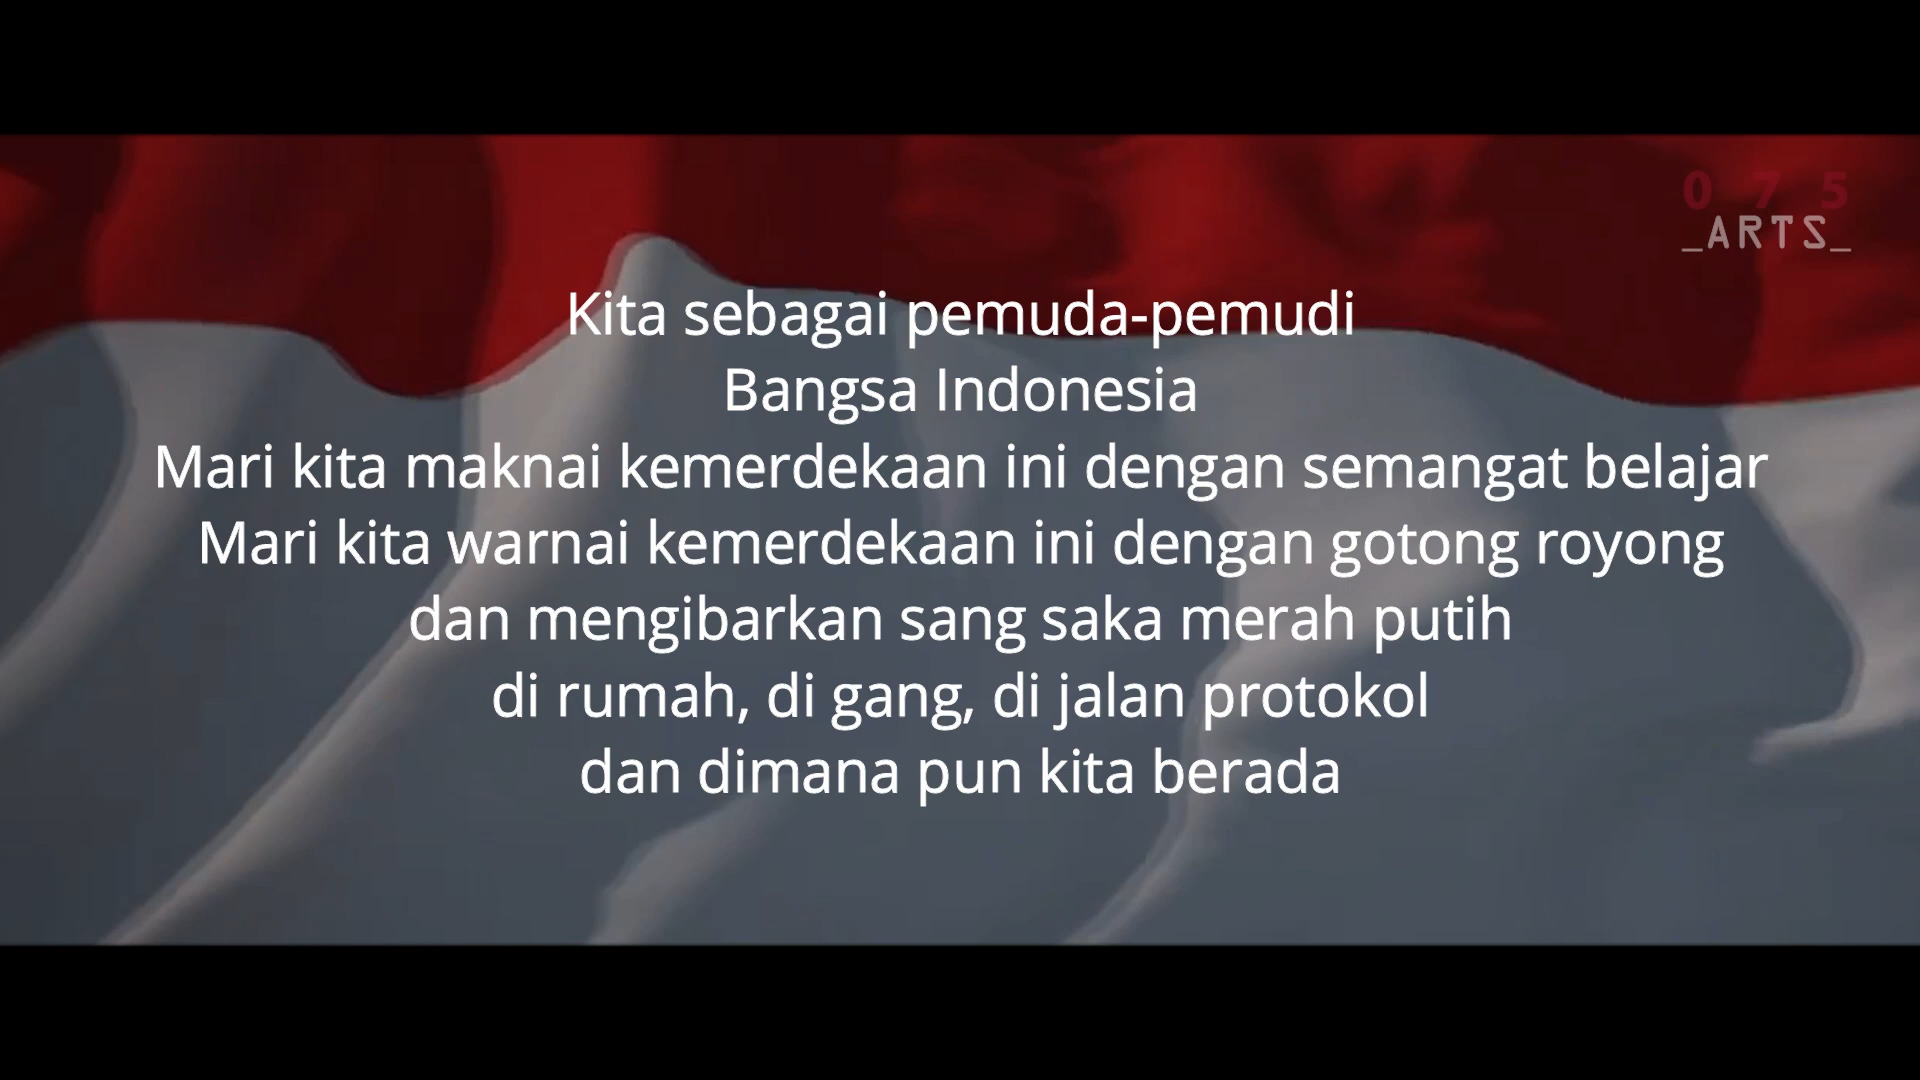 0 7 5
_ARTS_
Kita sebagai pemuda-pemudi
Bangsa Indonesia
Mari kita maknai kemerdekaan ini dengan semangat belajar
Mari kita warnai kemerdekaan ini dengan gotong royong
dan mengibarkan sang saka merah putih
di rumah, di gang, di jalan protokol
dan dimana pun kita berada